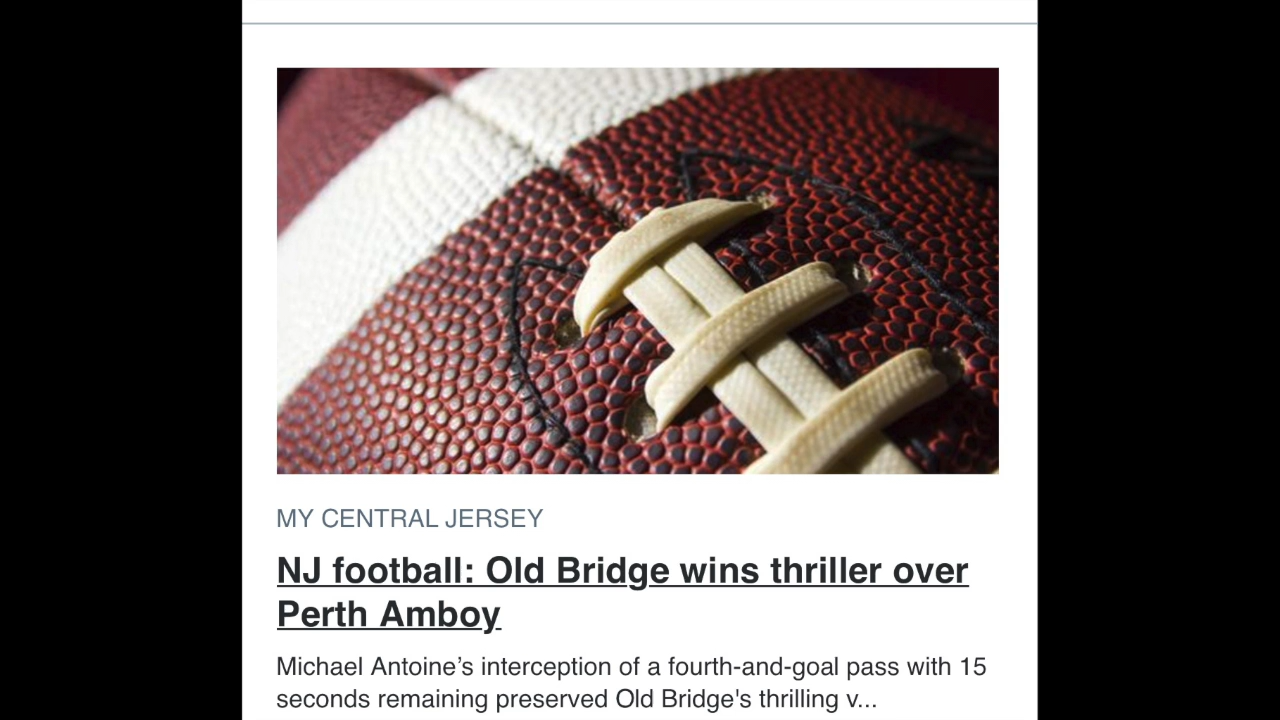 MY CENTRAL JERSEY
NJ football: Old Bridge wins thriller over
Perth Amboy
Michael Antoine’s interception of a fourth-and-goal pass with 15
seconds remaining preserved Old Bridge's thrilling v...